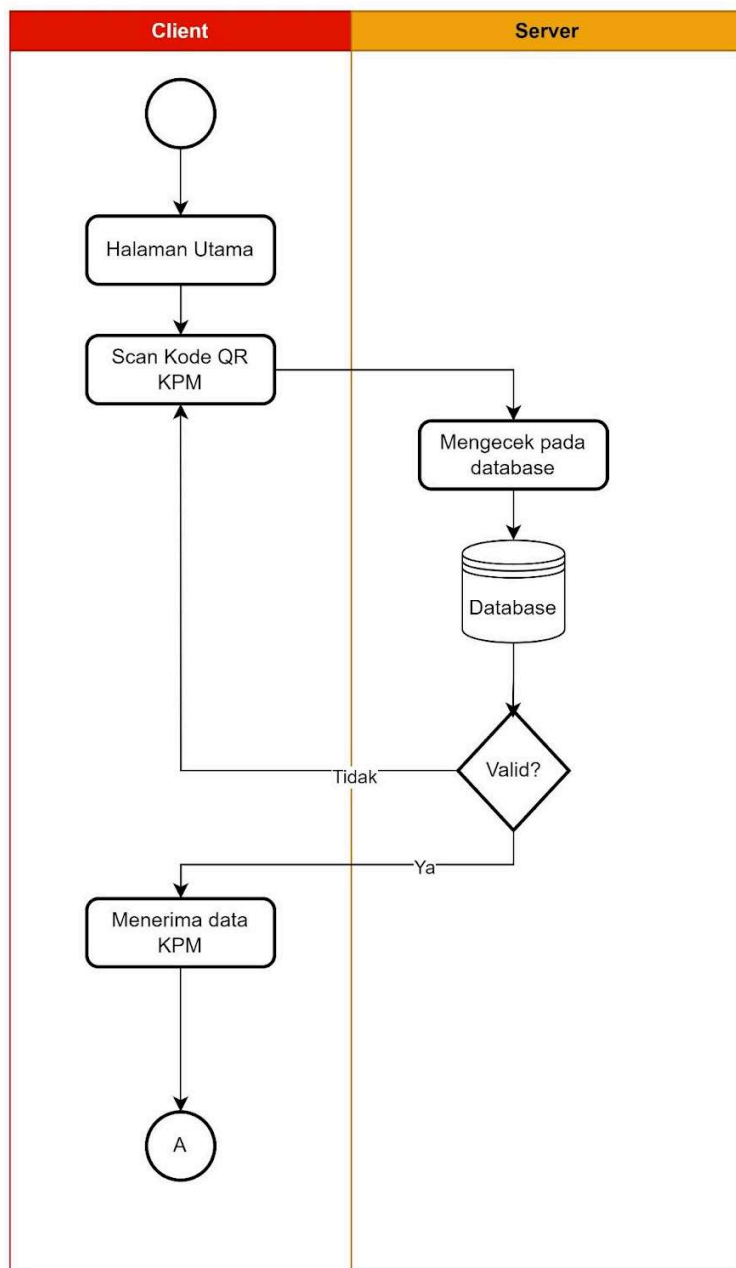 Client
Server
Halaman Utama
Scan Kode QR
KPM
Mengecek pada
database
Database
Valid?
Tidak
Ya
Menerima data
KPM
A